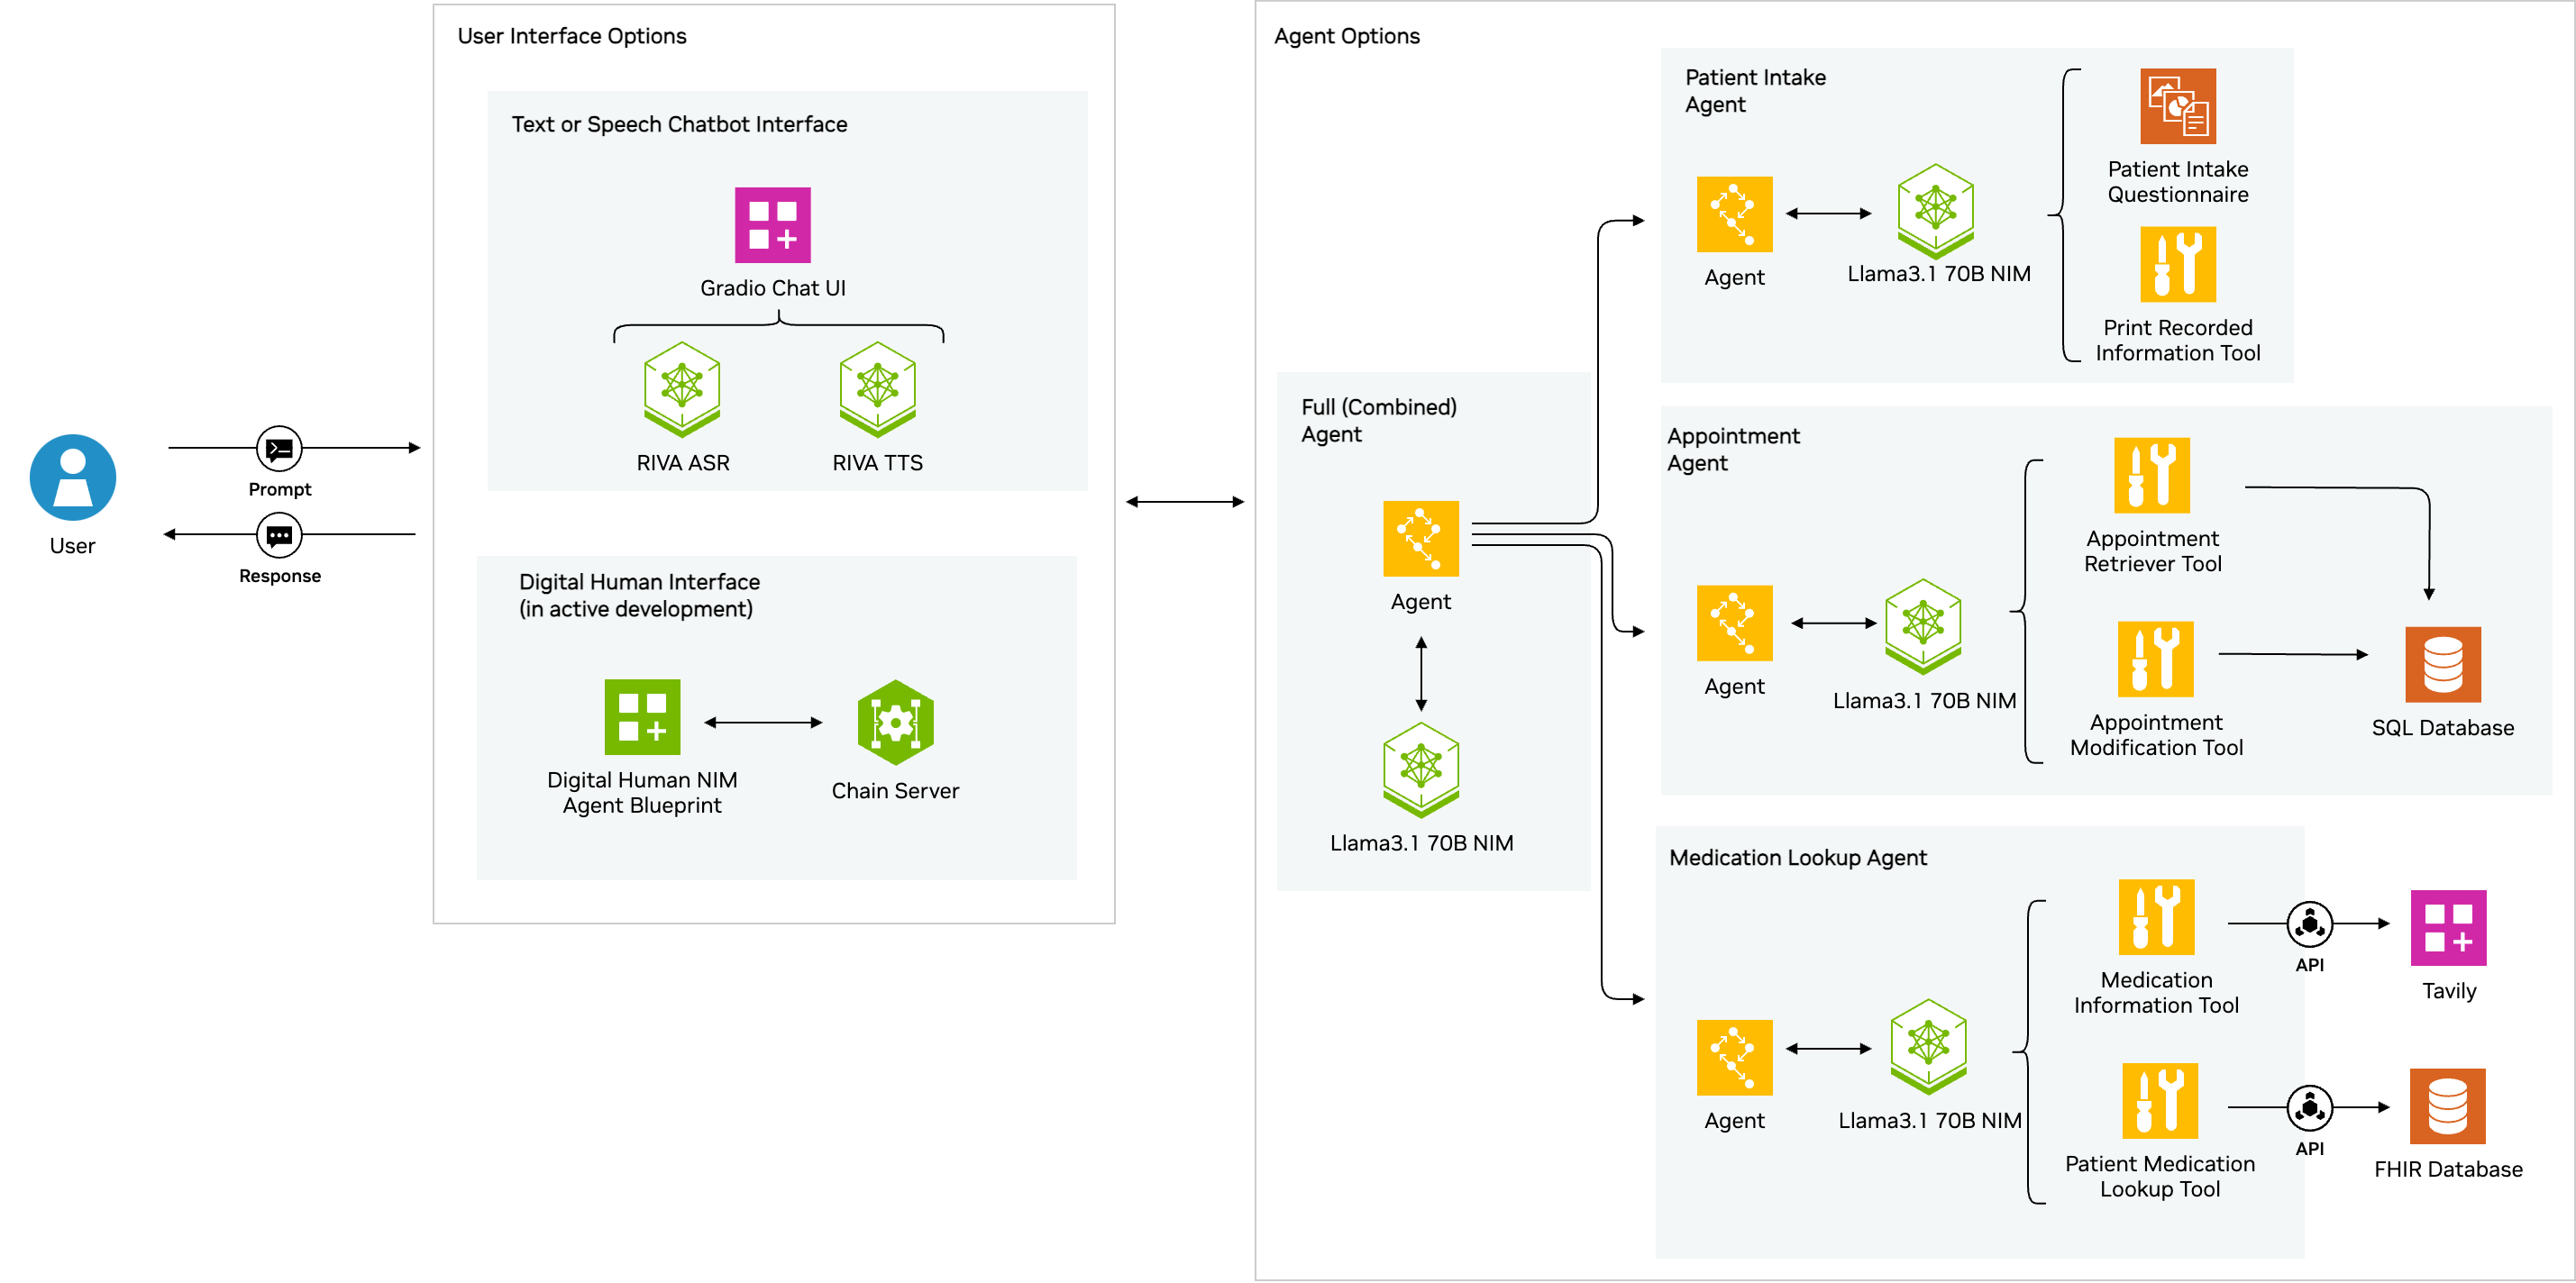 User
Prompt
Response
User Interface Options
Text or Speech Chatbot Interface
Gradio Chat UI
RIVA ASR
RIVA TTS
Digital Human Interface
(in active development)
Digital Human NIM
Agent Blueprint
Chain Server
Agent Options
Full (Combined)
Agent
Agent
Llama3.1 70B NIM
Patient Intake
Agent
Agent
Llama3.1 70B NIM
Patient Intake
Questionnaire
Print Recorded
Information Tool
Appointment
Agent
Agent
Llama3.1 70B NIM
Appointment
Retriever Tool
Appointment
Modification Tool
SQL Database
Medication Lookup Agent
Agent
Llama3.1 70B NIM
Medication
Information Tool
API
Tavily
Patient Medication
Lookup Tool
API
FHIR Database